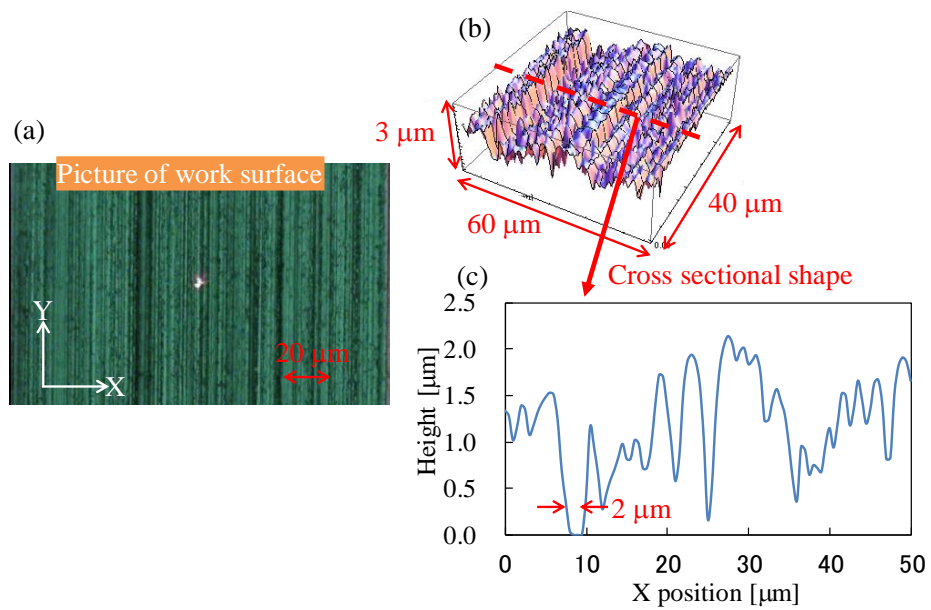 (a)
Picture of work surface
Y
X
20 μm
(b)
3 μm
60 μm
40 μm
Cross sectional shape
(c)
Height [μm]
2.5
2.0
1.5
1.0
0.5
0.0
2 μm
0 10 20 30 40 50
X position [μm]